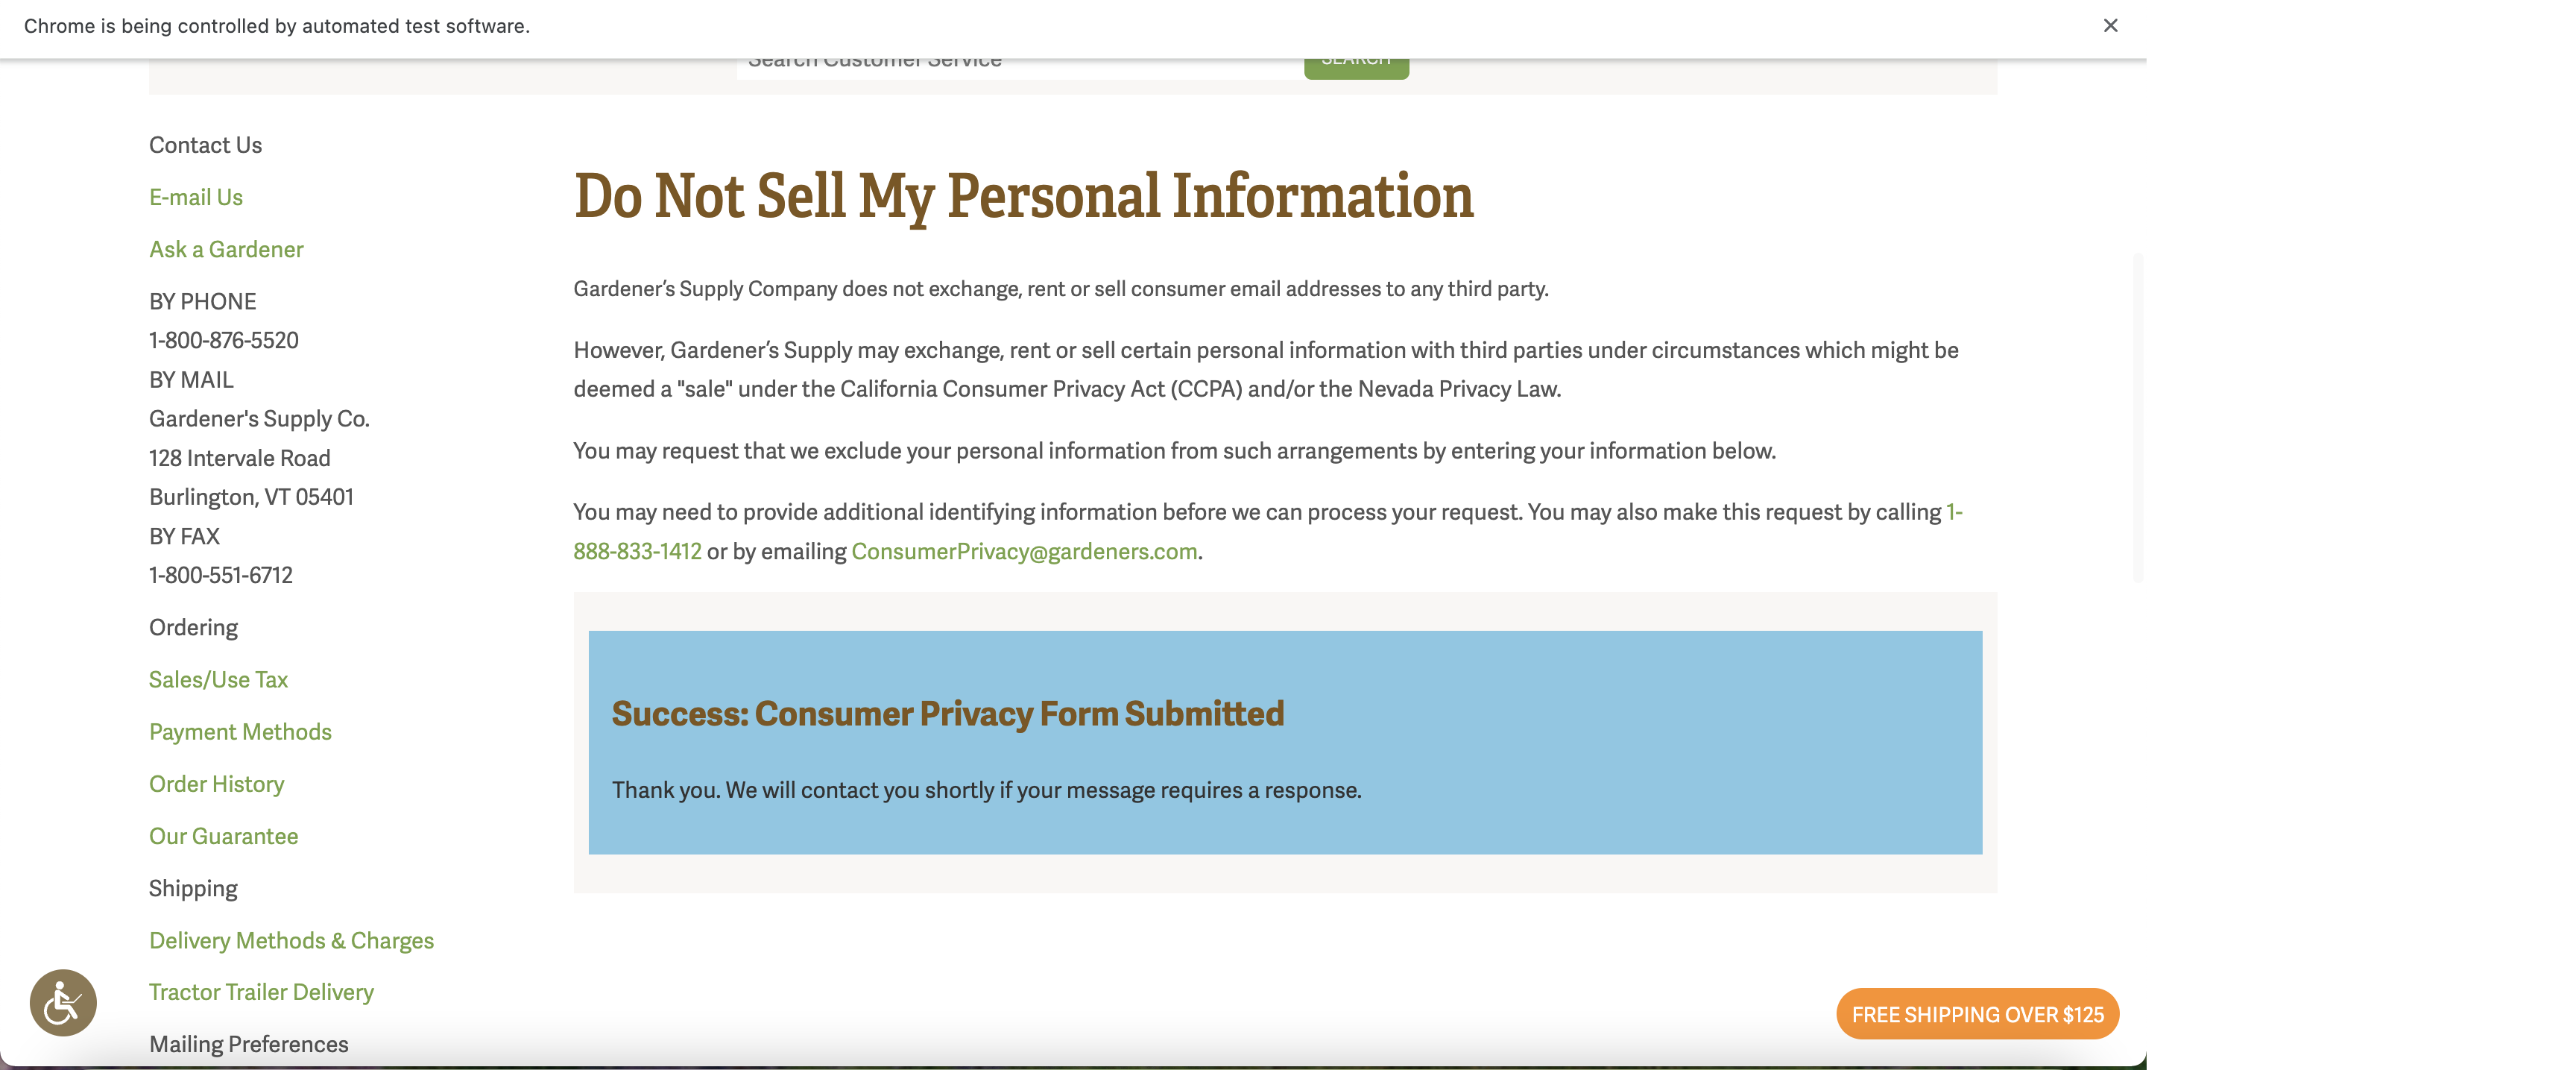 Chrome is being controlled by automated test software.
Search Customer Service
SEARCH
Contact Us
E-mail Us
Ask a Gardener
BY PHONE
1-800-876-5520
BY MAIL
Gardener's Supply Co.
128 Intervale Road
Burlington, VT 05401
BY FAX
1-800-551-6712
Ordering
Sales/Use Tax
Payment Methods
Order History
Our Guarantee
Shipping
Delivery Methods & Charges
Tractor Trailer Delivery
Mailing Preferences
Do Not Sell My Personal Information
Gardener’s Supply Company does not exchange, rent or sell consumer email addresses to any third party.
However, Gardener’s Supply may exchange, rent or sell certain personal information with third parties under circumstances which might be
deemed a "sale" under the California Consumer Privacy Act (CCPA) and/or the Nevada Privacy Law.
You may request that we exclude your personal information from such arrangements by entering your information below.
You may need to provide additional identifying information before we can process your request. You may also make this request by calling 1-
888-833-1412 or by emailing ConsumerPrivacy@gardeners.com.
Success: Consumer Privacy Form Submitted
Thank you. We will contact you shortly if your message requires a response.
FREE SHIPPING OVER $125